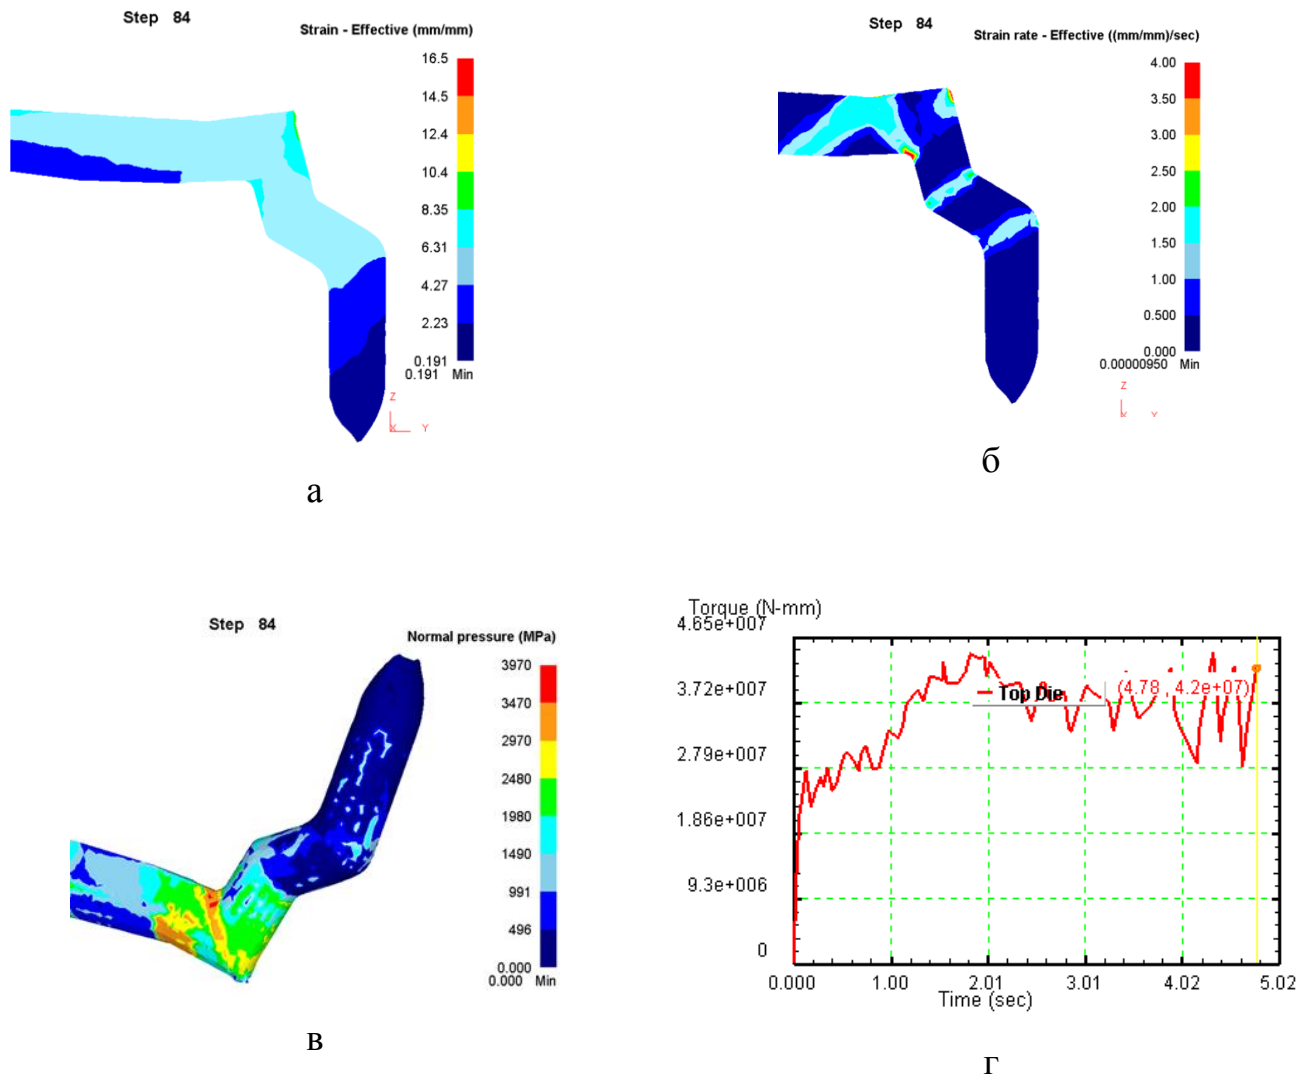 Step 84
Strain - Effective (mm/mm)
16.5
14.5
12.4
10.4
8.35
6.31
4.27
2.23
0.191
0.191 Min
Z
X Y
а
Step 84
Strain rate - Effective ((mm/mm)/sec)
4.00
3.50
3.00
2.50
2.00
1.50
1.00
0.500
0.000
0.00000950 Min
Z
X Y
б
Step 84
Normal pressure (MPa)
3970
3470
2970
2480
1980
1490
991
496
0.000
0.000 Min
в
Torque (N-mm)
4.65e+007
3.72e+007
2.79e+007
1.86e+007
9.3e+006
0
Top Die
(4.78 , 4.2e+07)
0.000 1.00 2.01 3.01 4.02 5.02
Time (sec)
г